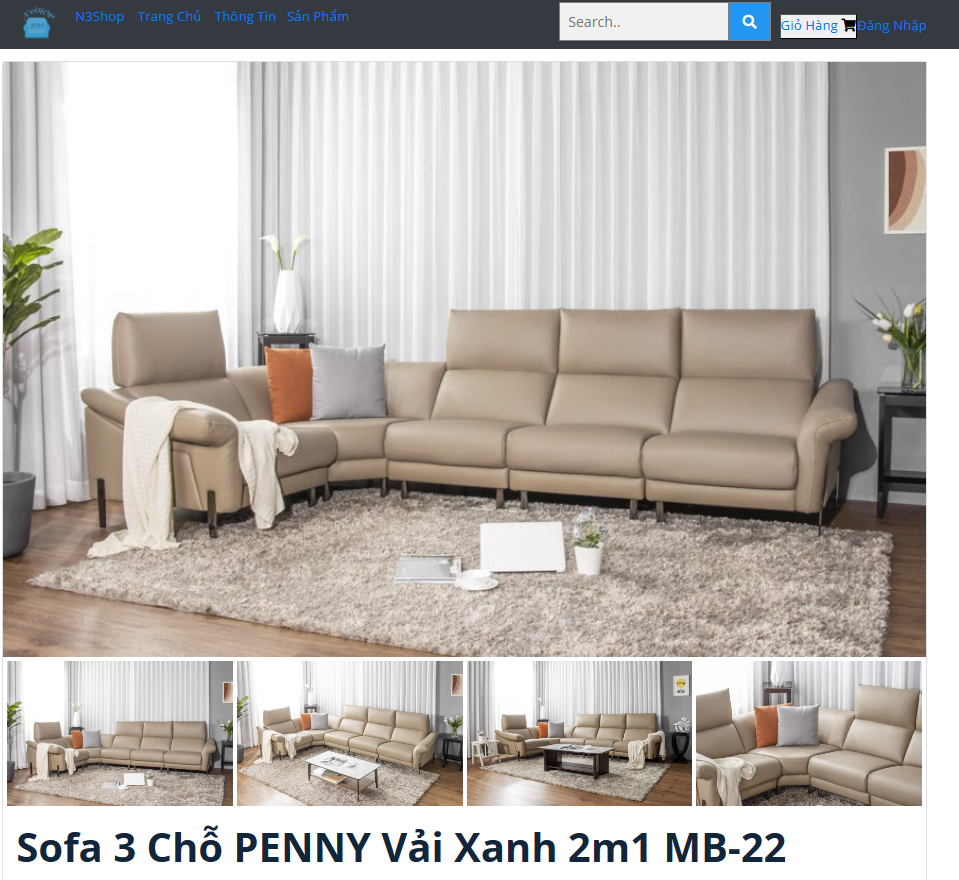 N3Shop Trang Chủ Thông Tin Sản Phẩm Search.. Giỏ Hàng Đăng Nhập
Sofa 3 Chỗ PENNY Vải Xanh 2m1 MB-22